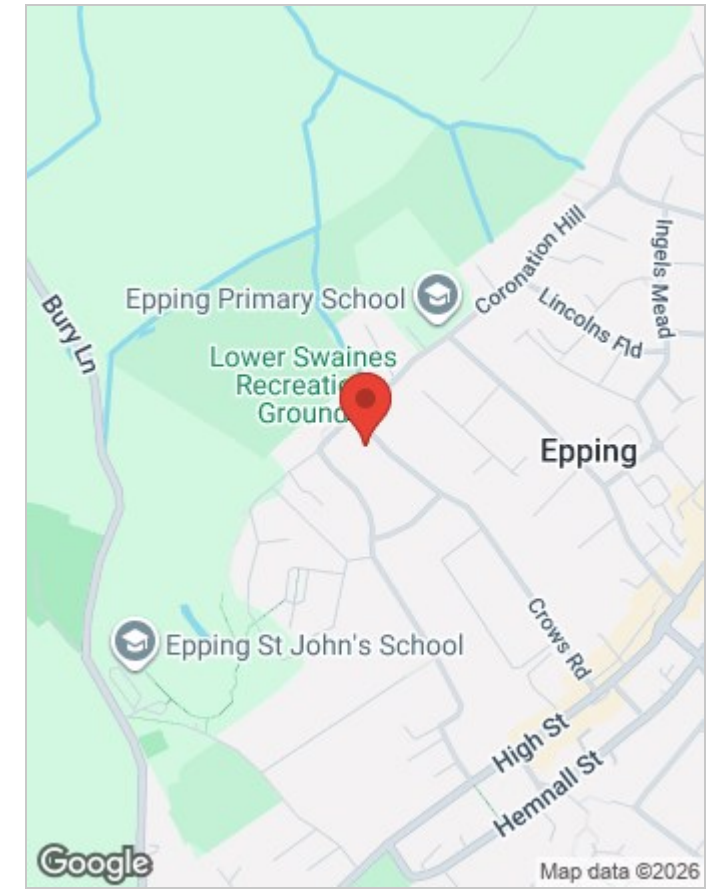 Bury Ln
Epping Primary School
Coronation Hill
Ingels Mead
Lincolns Fld
Lower Swaines
Ground
Epping
Epping St John's School
Crows Rd
High St
Hemnall St
Google
Map data ©2026